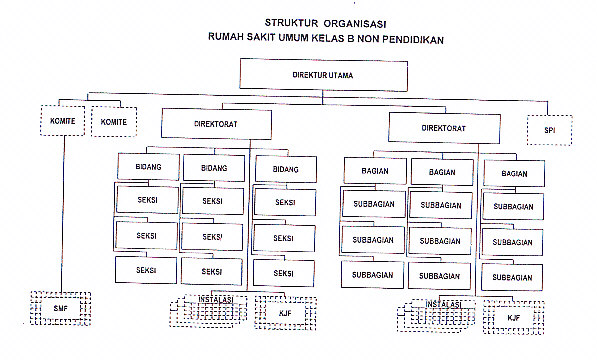 STRUKTUR ORGANISASI
RUMAH SAKIT UMUM KELAS B NON PENDIDIKAN
DIREKTUR UTAMA
KOMITE
KOMITE
DIREKTORAT
DIREKTORAT
SPI
BIDANG
BIDANG
BIDANG
BAGIAN
BAGIAN
BAGIAN
SEKSI
SEKSI
SEKSI
SUBBAGIAN
SUBBAGIAN
SUBBAGIAN
SEKSI
SEKSI
SEKSI
SUBBAGIAN
SUBBAGIAN
SUBBAGIAN
SEKSI
SEKSI
SEKSI
SUBBAGIAN
SUBBAGIAN
SUBBAGIAN
SMF
INSTALASI
KJF
INSTALASI
KJF